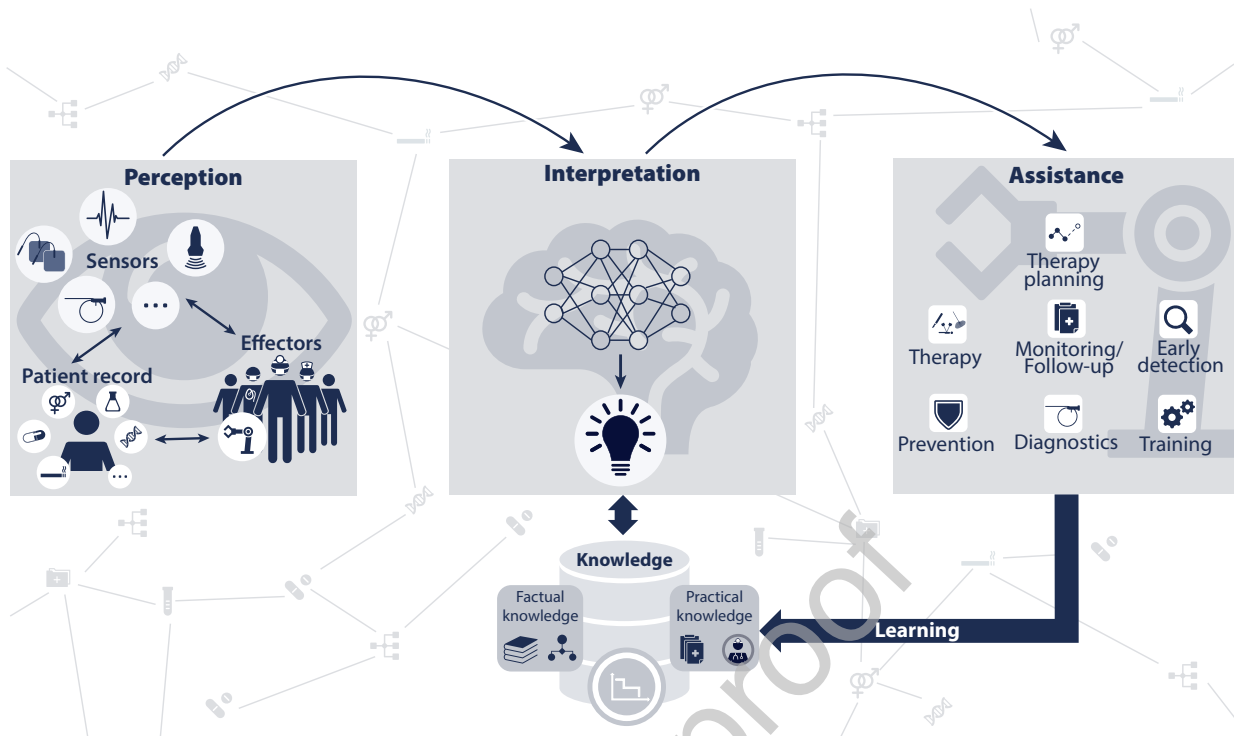 Perception
Sensors
...
Effectors
Patient record
...
Interpretation
Assistance
Therapy
planning
Therapy
Monitoring/
Follow-up
Early
detection
Prevention
Diagnostics
Training
Knowledge
Factual
knowledge
Practical
knowledge
Learning
proof